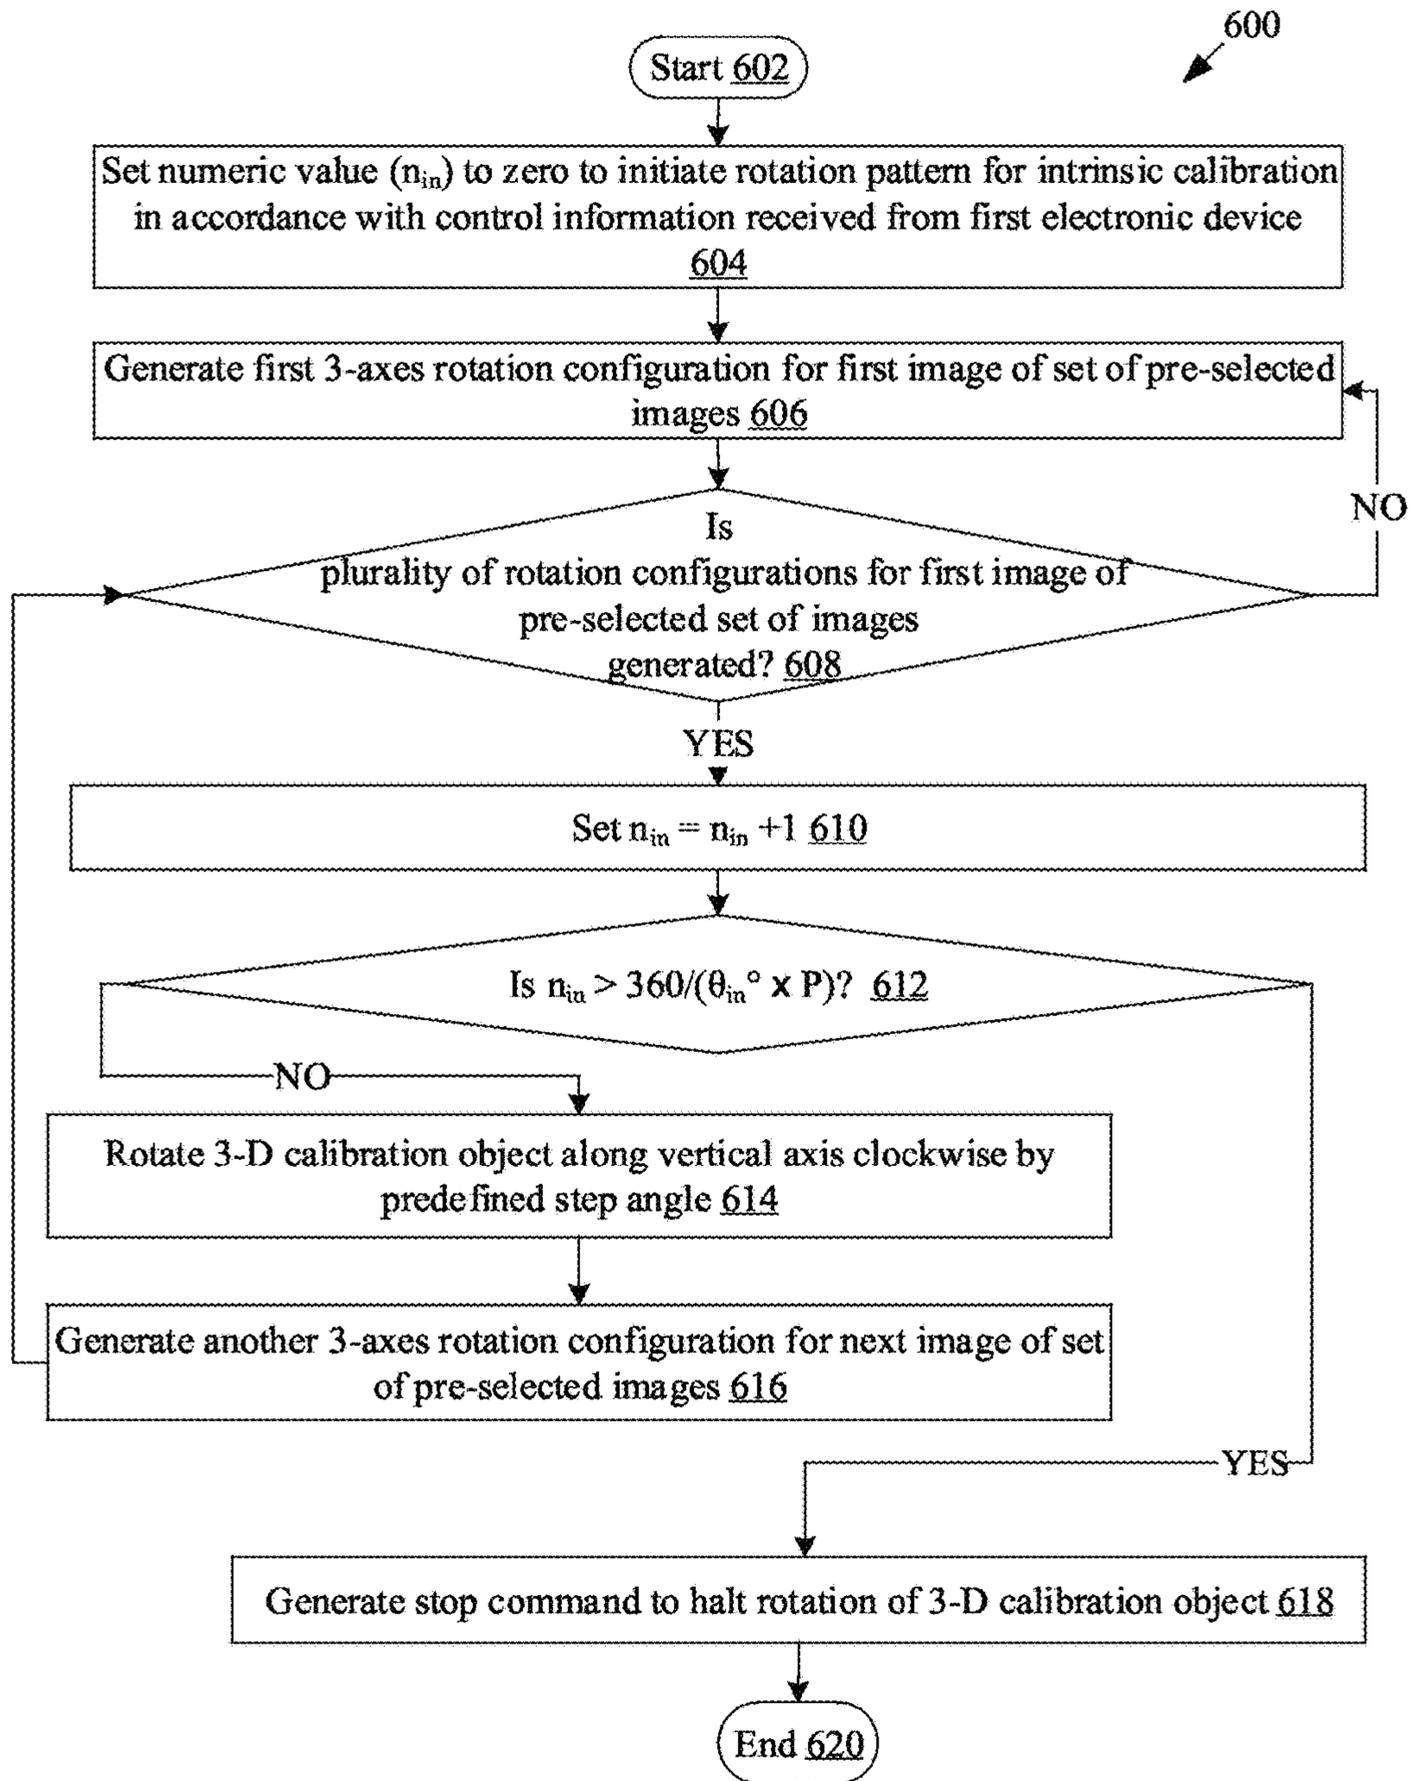 600
Start 602
Set numeric value (nin) to zero to initiate rotation pattern for intrinsic calibration
in accordance with control information received from first electronic device
604
Generate first 3-axes rotation configuration for first image of set of pre-selected
images 606
NO
Is
plurality of rotation configurations for first image of
pre-selected set of images
generated? 608
YES
Set nin = nin +1 610
Is nin > 360/(θin° x P)? 612
NO
Rotate 3-D calibration object along vertical axis clockwise by
predefined step angle 614
Generate another 3-axes rotation configuration for next image of set
of pre-selected images 616
YES
Generate stop command to halt rotation of 3-D calibration object 618
End 620